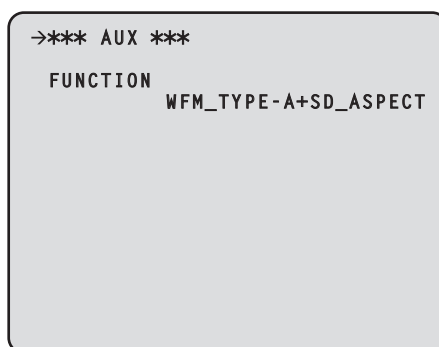 →*** AUX ***
FUNCTION
WFM_TYPE-A+SD_ASPECT